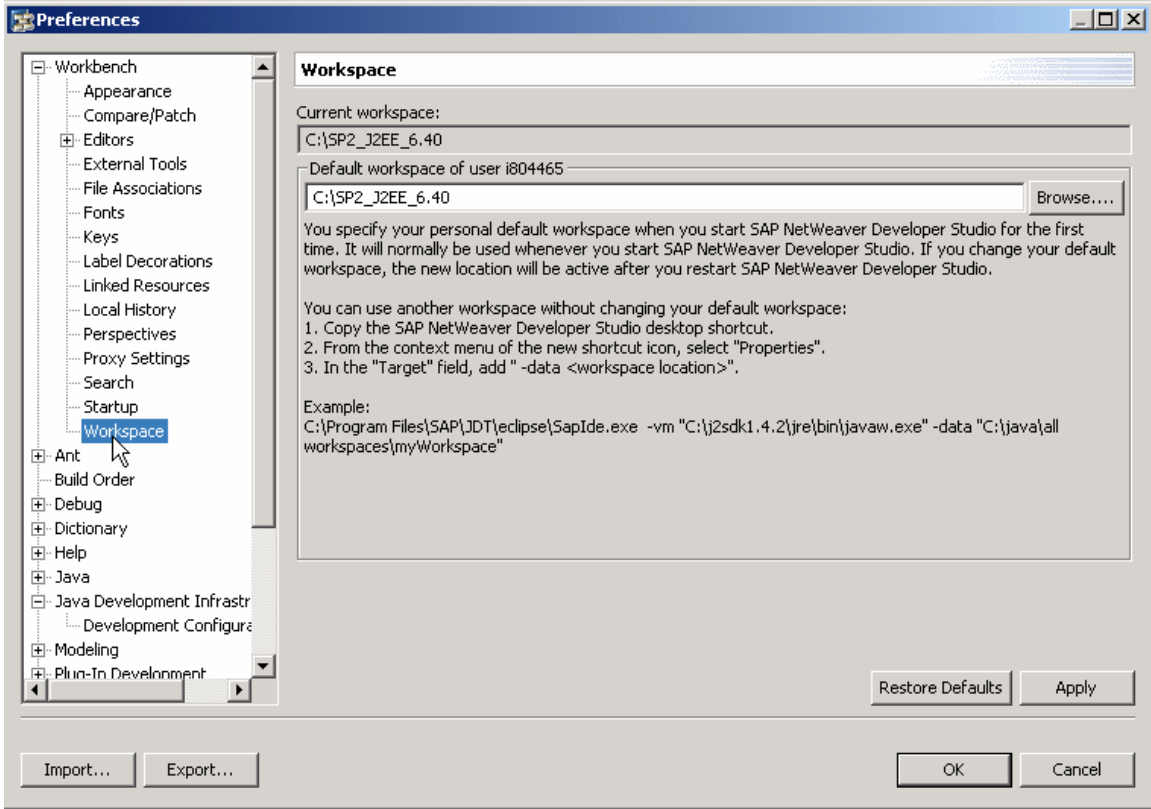 Preferences
Workbench
Appearance
Compare/Patch
Editors
External Tools
File Associations
Fonts
Keys
Label Decorations
Linked Resources
Local History
Perspectives
Proxy Settings
Search
Startup
Workspace
Ant
Build Order
Debug
Dictionary
Help
Java
Java Development Infrastr
Development Configura
Modeling
Plug-In Development
Workspace
Current workspace:
C:\SP2_J2EE_6.40
Default workspace of user i804465
C:\SP2_J2EE_6.40
Browse....
You specify your personal default workspace when you start SAP NetWeaver Developer Studio for the first
time. It will normally be used whenever you start SAP NetWeaver Developer Studio. If you change your default
workspace, the new location will be active after you restart SAP NetWeaver Developer Studio.
You can use another workspace without changing your default workspace:
1. Copy the SAP NetWeaver Developer Studio desktop shortcut.
2. From the context menu of the new shortcut icon, select "Properties".
3. In the "Target" field, add " -data <workspace location>".
Example:
C:\Program Files\SAP\JDT\eclipse\SapIde.exe  -vm "C:\j2sdk1.4.2\jre\bin\javaw.exe" -data "C:\java\all
workspaces\myWorkspace"
Restore Defaults
Apply
Import...
Export...
OK
Cancel